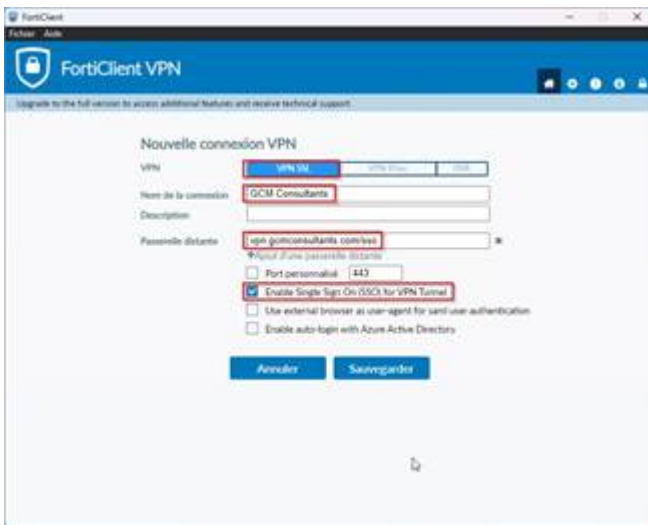 FortiClient
Fichier Aide
FortiClient VPN
Upgrade to the full version to access additional features and receive technical support.
Nouvelle connexion VPN
VPN VPN SSL VPN IPsec XML
Nom de la connexion GCM Consultants
Description
Passerelle distante vpn.gcmconsultants.com/sso
+Ajout d'une passerelle distante
Port personnalisé 443
Enable Single Sign On (SSO) for VPN Tunnel
Use external browser as user-agent for saml user authentication
Enable auto-login with Azure Active Directory
Annuler Sauvegarder